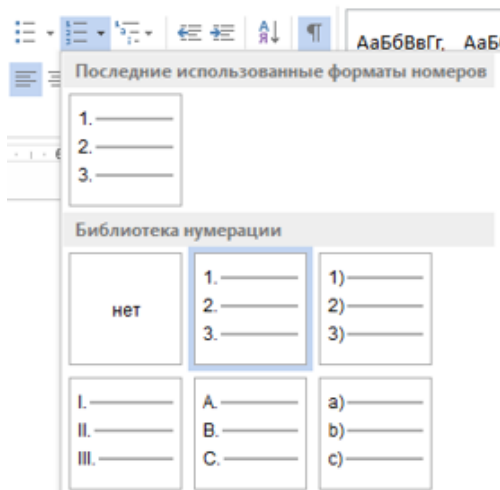 АаБбВвГг, АаБ
Последние использованные форматы номеров
1.
2.
3.
Библиотека нумерации
нет
1.
2.
3.
1)
2)
3)
I.
II.
III.
A.
B.
C.
a)
b)
c)